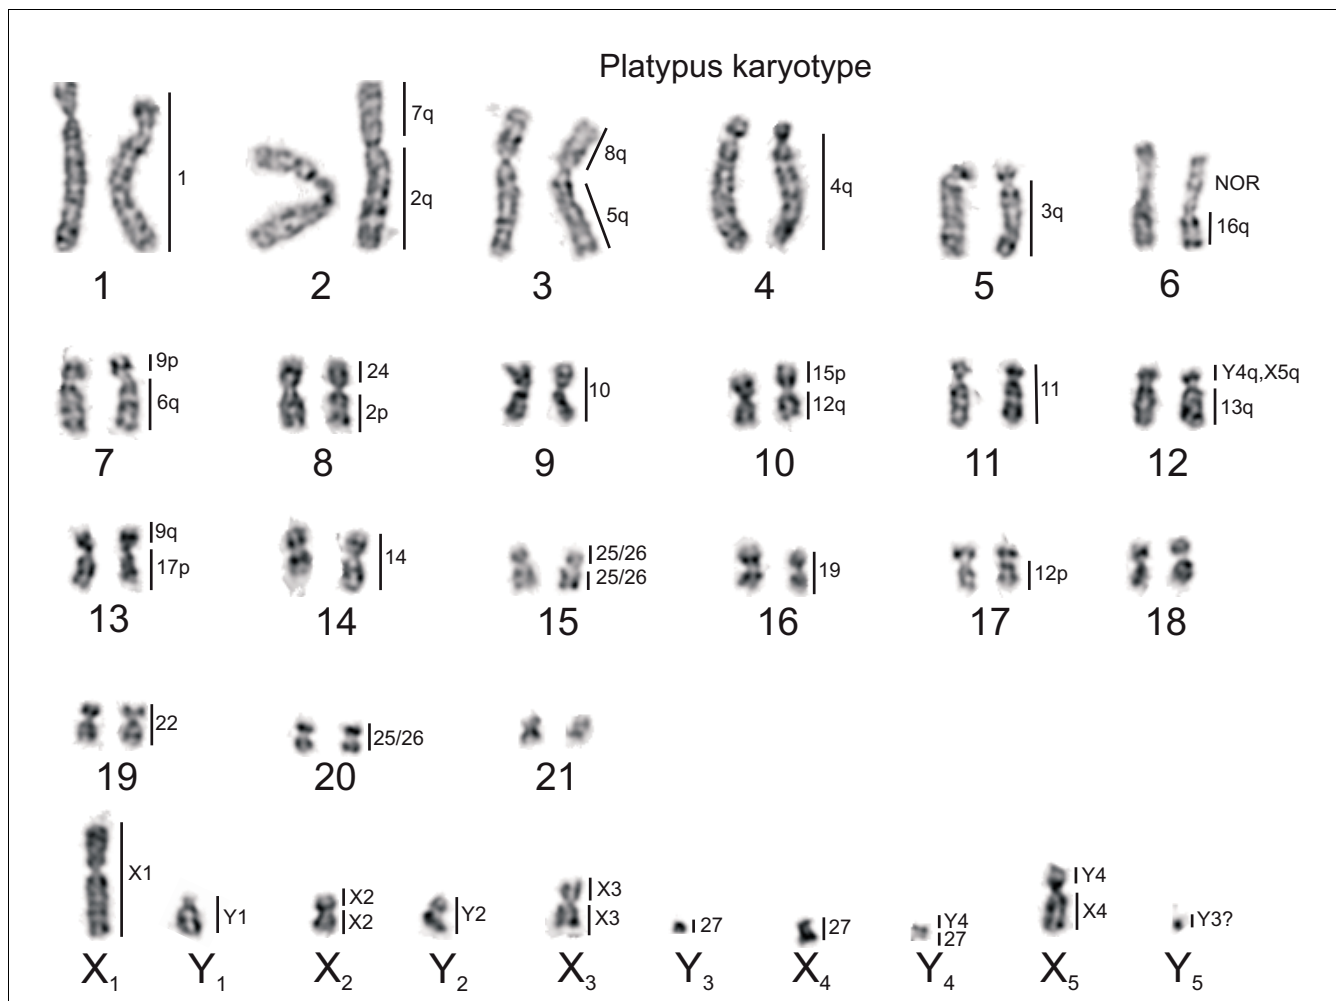 Platypus karyotype
1
7q
2q
8q
5q
4q
3q
NOR
16q
1 2 3 4 5 6
9p
6q
24
2p
10
15p
12q
11
Y4q,X5q
13q
7 8 9 10 11 12
9q
17p
14
25/26
25/26
19
12p
13 14 15 16 17 18
22
25/26
19 20 21
X1
Y1
X2
X2
Y2
X3
X3
27
27
Y4
27
Y4
X4
Y3?
X1 Y1 X2 Y2 X3 Y3 X4 Y4 X5 Y5